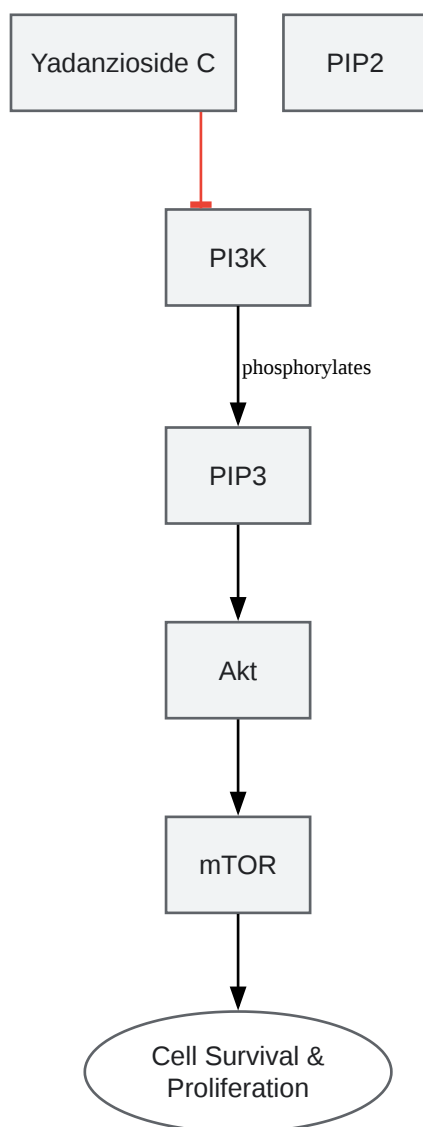 Yadanzioside C
PIP2
PI3K
phosphorylates
PIP3
Akt
mTOR
Cell Survival &
Proliferation